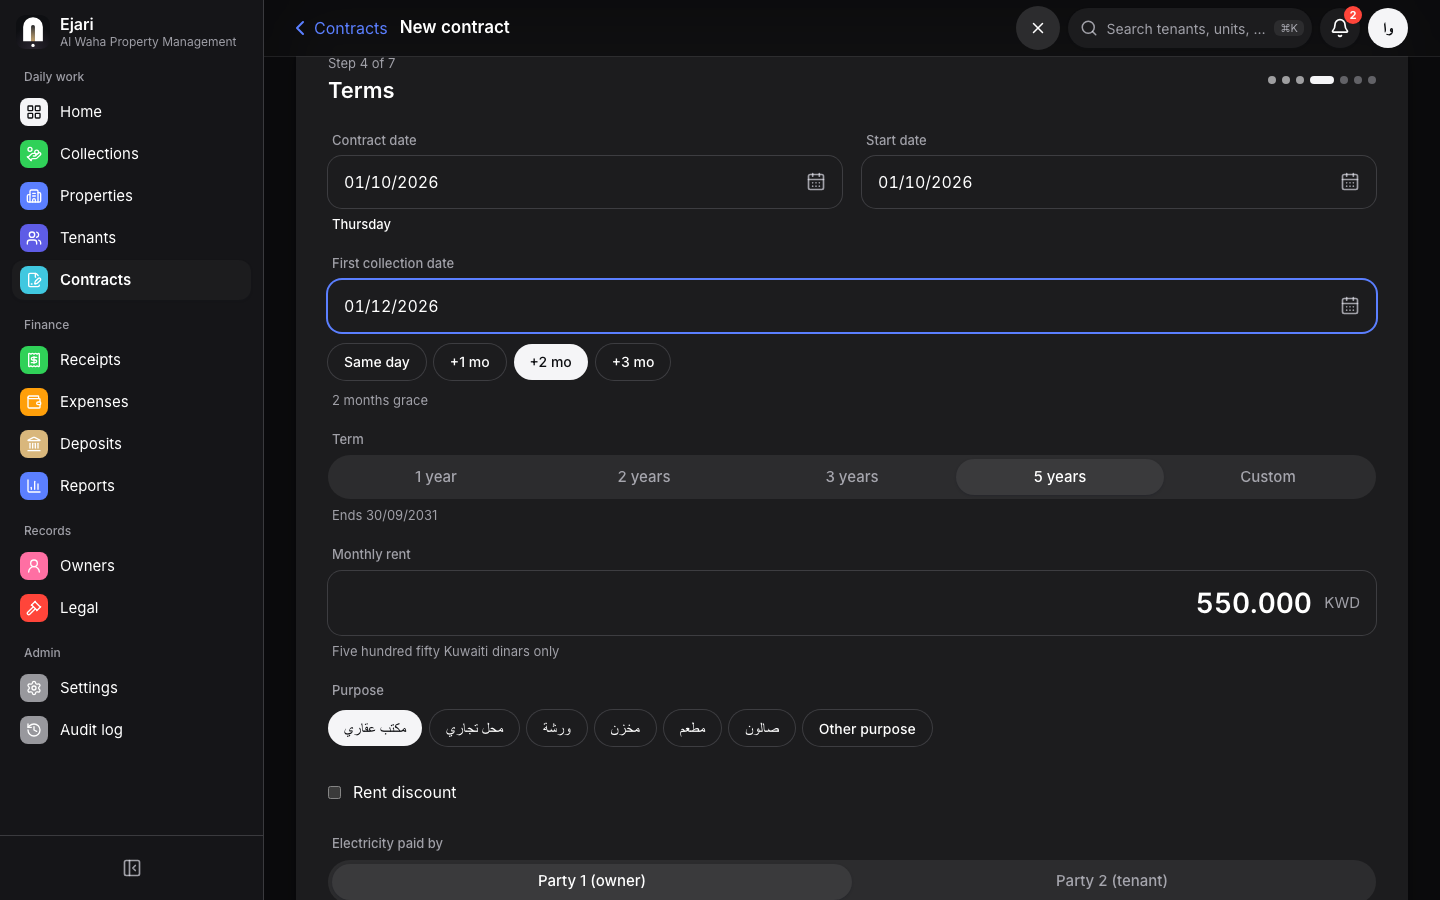 Ejari
Al Waha Property Management
Daily work
Home
Collections
Properties
Tenants
Contracts
Finance
Receipts
Expenses
Deposits
Reports
Records
Owners
Legal
Admin
Settings
Audit log
Contracts New contract
Search tenants, units, ... ⌘K
2
وا
Step 4 of 7
Terms
Contract date
01/10/2026
Thursday
Start date
01/10/2026
First collection date
01/12/2026
Same day +1 mo +2 mo +3 mo
2 months grace
Term
1 year 2 years 3 years 5 years Custom
Ends 30/09/2031
Monthly rent
550.000 KWD
Five hundred fifty Kuwaiti dinars only
Purpose
مكتب عقاري
محل تجاري
ورشة
مخزن
مطعم
صالون
Other purpose
Rent discount
Electricity paid by
Party 1 (owner) Party 2 (tenant)